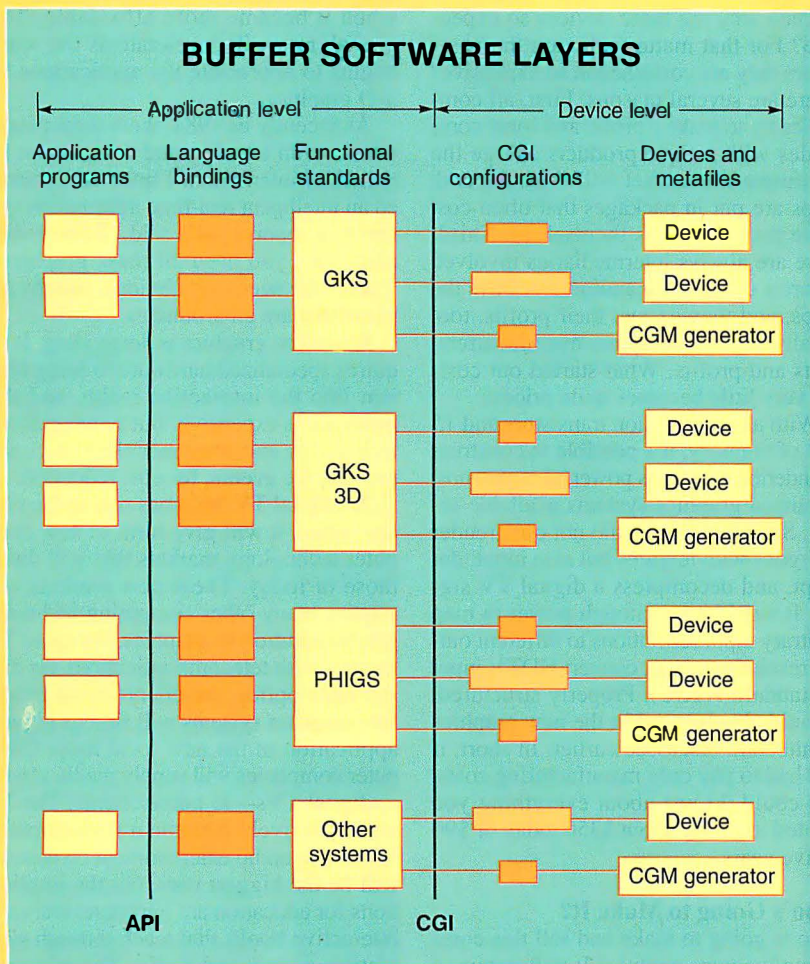 BUFFER SOFTWARE LAYERS
Application level
Device level
Application programs
Language bindings
Functional standards
CGI configurations
Devices and metafiles
GKS
Device
Device
CGM generator
GKS 3D
Device
Device
CGM generator
PHIGS
Device
Device
CGM generator
Other systems
Device
CGM generator
API
CGI